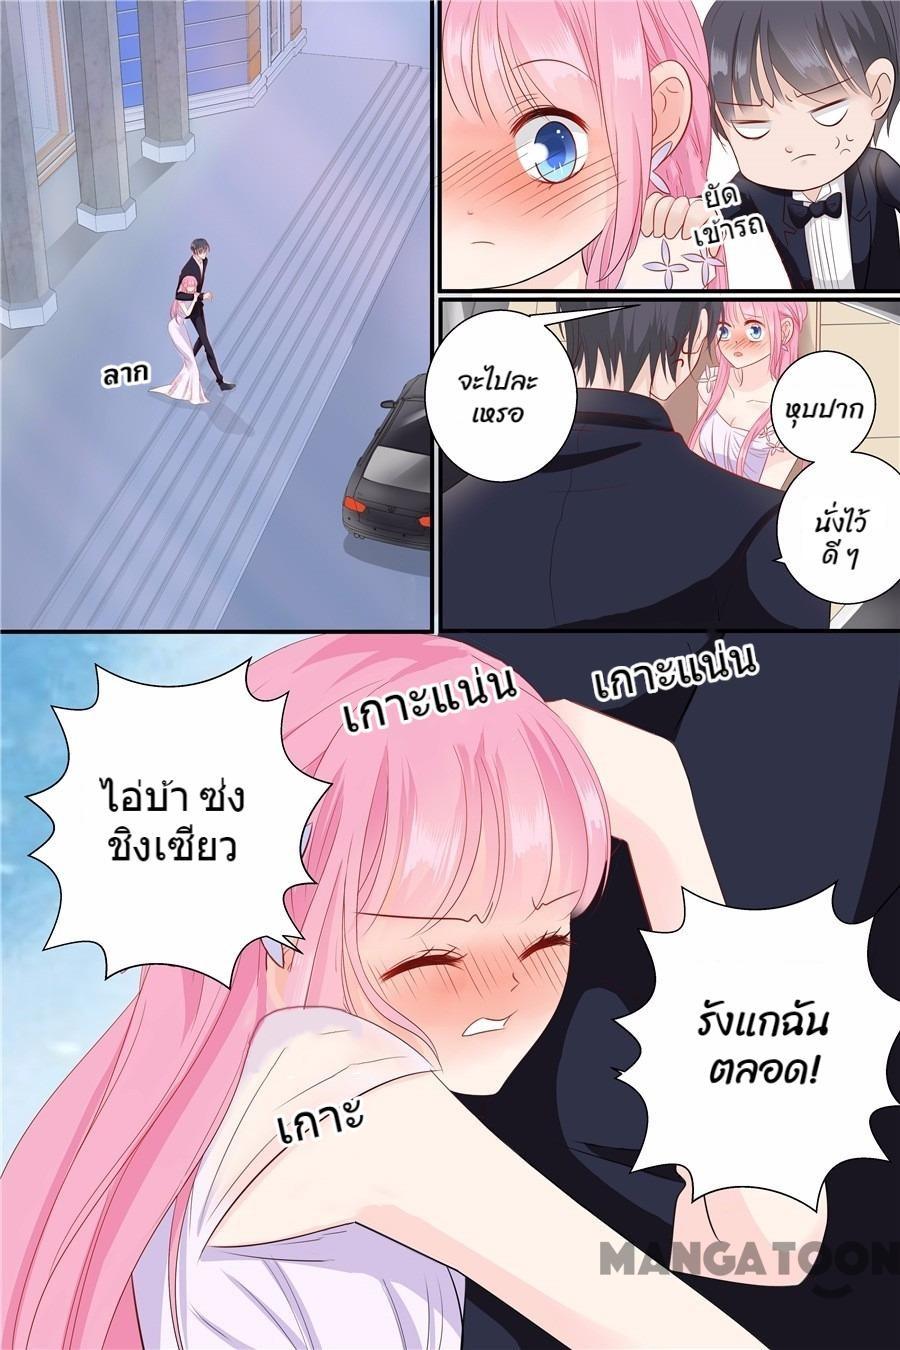 ลาก
ยัด
เข้ารถ
จะไปละ
เหรอ
หุบปาก
นั่งไว้
ดี ๆ
เกาะแน่น
เกาะแน่น
ไอ่บ้า ซ่ง
ชิงเซียว
รังแกฉัน
ตลอด!
เกาะ
MANGATOON